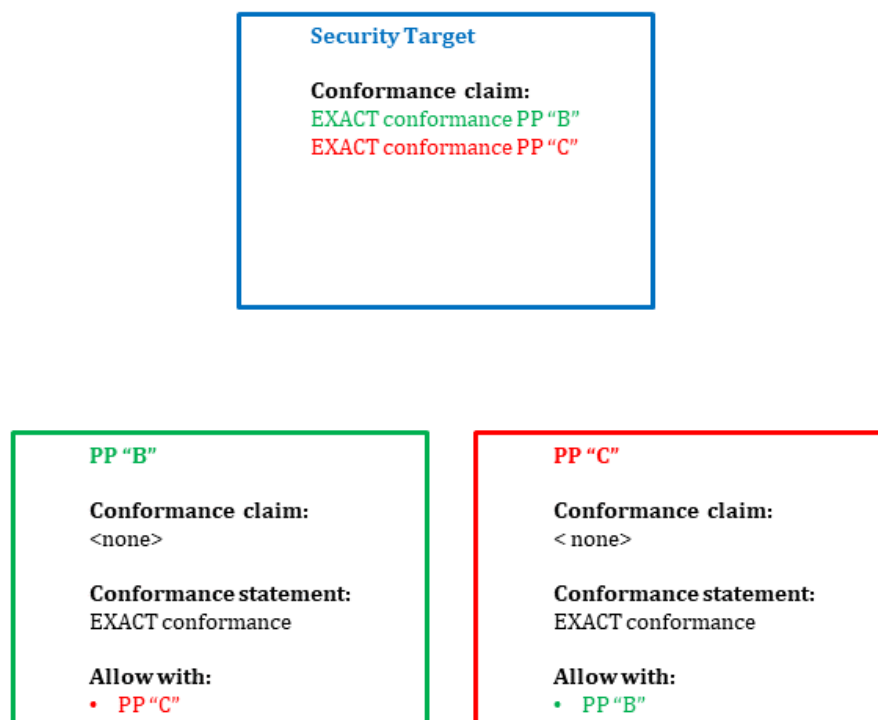 Security Target
Conformance claim:
EXACT conformance PP “B”
EXACT conformance PP “C”
PP “B”
Conformance claim:
<none>
Conformance statement:
EXACT conformance
Allow with:
• PP “C”
PP “C”
Conformance claim:
< none>
Conformance statement:
EXACT conformance
Allow with:
• PP “B”